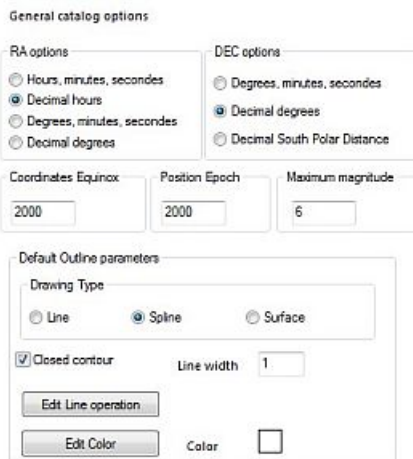 General catalog options
RA options
Hours, minutes, secondes
Decimal hours
Degrees, minutes, secondes
Decimal degrees
DEC options
Degrees, minutes, secondes
Decimal degrees
Decimal South Polar Distance
Coordinates Equinox
2000
Position Epoch
2000
Maximum magnitude
6
Default Outline parameters
Drawing Type
Line
Spline
Surface
Closed contour
Line width
1
Edit Line operation
Edit Color
Color